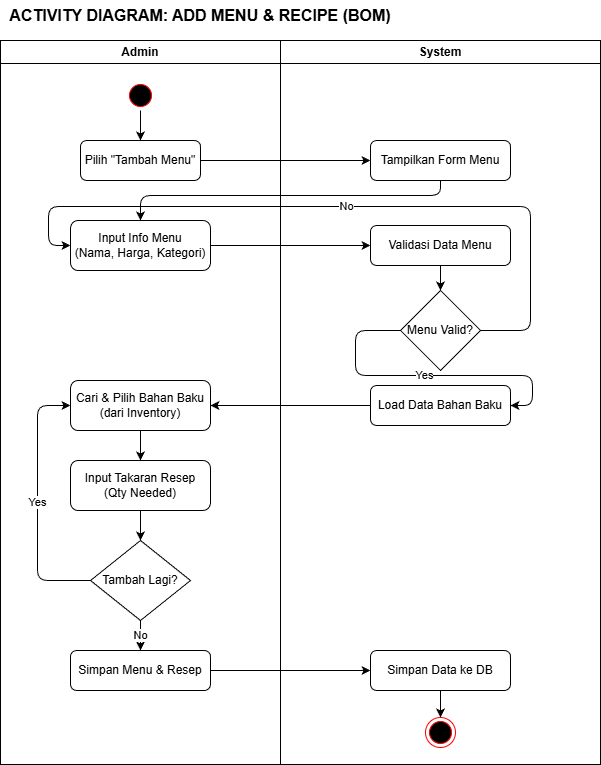 ACTIVITY DIAGRAM: ADD MENU & RECIPE (BOM)
Admin
System
Pilih "Tambah Menu"
Tampilkan Form Menu
No
Input Info Menu
(Nama, Harga, Kategori)
Validasi Data Menu
Menu Valid?
Yes
Cari & Pilih Bahan Baku
(dari Inventory)
Load Data Bahan Baku
Input Takaran Resep
(Qty Needed)
Yes
Tambah Lagi?
No
Simpan Menu & Resep
Simpan Data ke DB